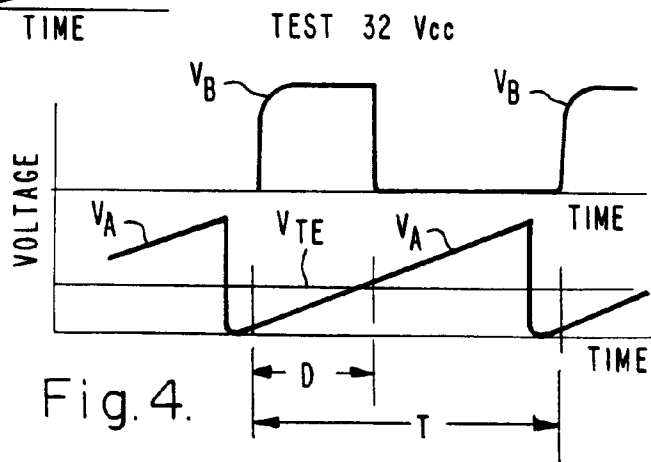 TIME
TEST 32 Vcc
VB
VB
VOLTAGE
TIME
VA
VTE
VA
TIME
D
T
Fig. 4.